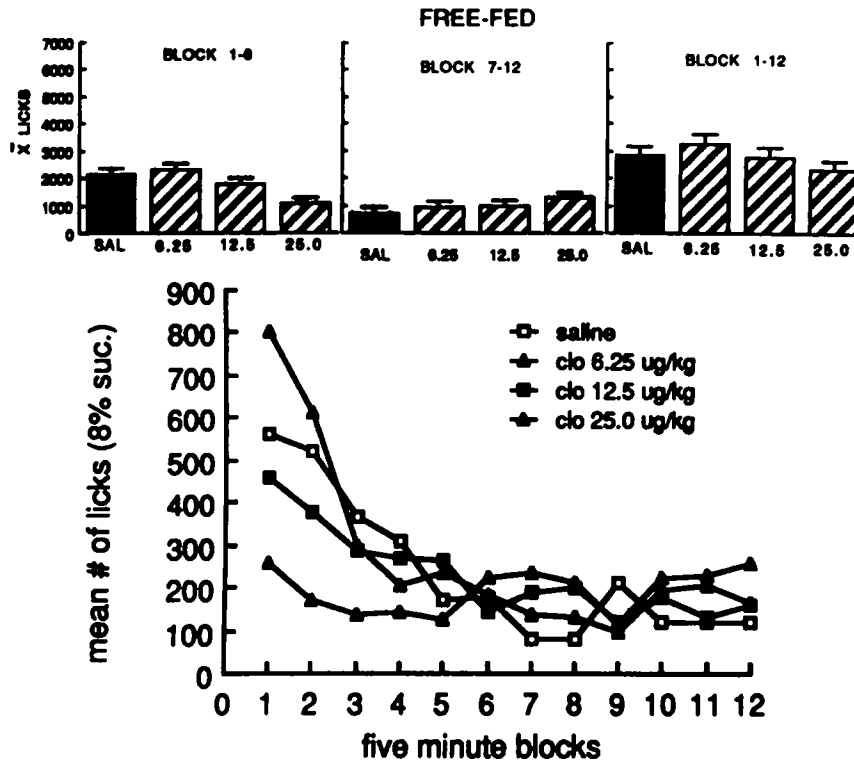 FREE-FED
BLOCK 1-6
BLOCK 7-12
BLOCK 1-12
x̄ LICKS
7000
6000
5000
4000
3000
2000
1000
0
SAL 6.25 12.5 25.0
SAL 6.25 12.5 25.0
SAL 6.25 12.5 25.0
mean # of licks (8% suc.)
900
800
700
600
500
400
300
200
100
0
saline
clo 6.25 ug/kg
clo 12.5 ug/kg
clo 25.0 ug/kg
0 1 2 3 4 5 6 7 8 9 10 11 12
five minute blocks